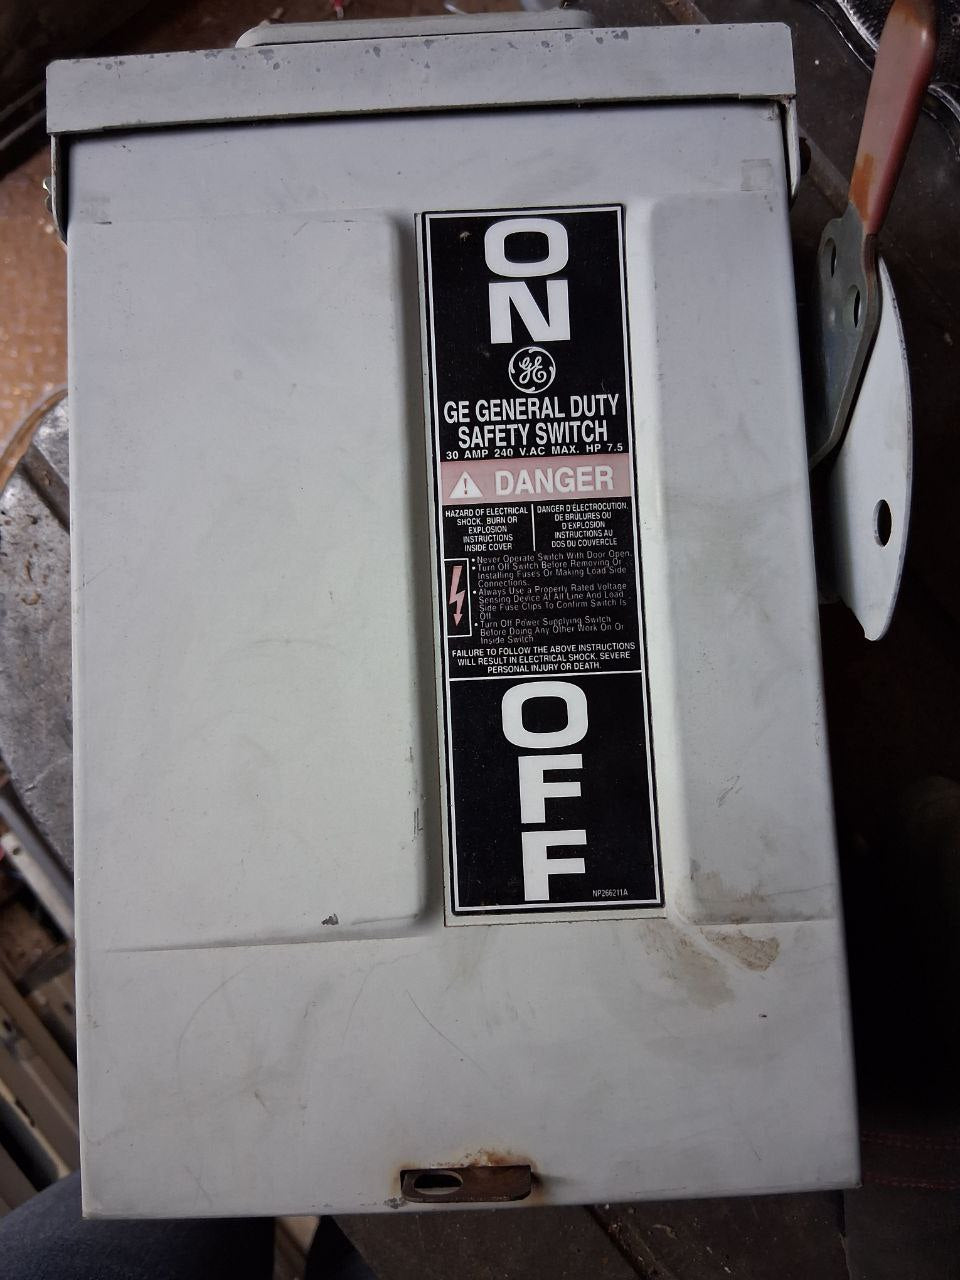 ON
GE
GE GENERAL DUTY
SAFETY SWITCH
30 AMP 240 V.AC MAX. HP 7.5
DANGER
HAZARD OF ELECTRICAL
SHOCK, BURN OR
EXPLOSION
INSTRUCTIONS
INSIDE COVER
DANGER D'ÉLECTROCUTION,
DE BRULURES OU
D'EXPLOSION
INSTRUCTIONS AU
DOS DU COUVERCLE
• Never Operate Switch With Door Open.
• Turn Off Switch Before Removing Or
Installing Fuses Or Making Load Side
Connections.
• Always Use a Properly Rated Voltage
Sensing Device At All Line And Load
Side Fuse Clips To Confirm Switch Is
Off.
• Turn Off Power Supplying Switch
Before Doing Any Other Work On Or
Inside Switch
FAILURE TO FOLLOW THE ABOVE INSTRUCTIONS
WILL RESULT IN ELECTRICAL SHOCK, SEVERE
PERSONAL INJURY OR DEATH.
OFF
NP266211A